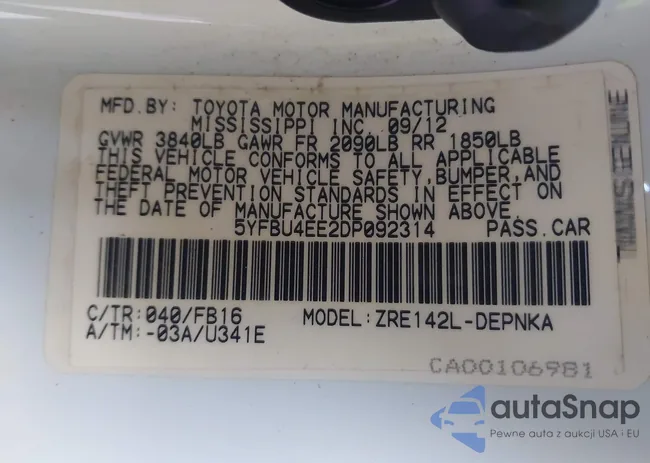 MFD.BY: TOYOTA MOTOR MANUFACTURING
MISSISSIPPI INC. 09/12
GVWR 3840LB GAWR FR 2090LB RR 1850LB
THIS VEHICLE CONFORMS TO ALL APPLICABLE
FEDERAL MOTOR VEHICLE SAFETY,BUMPER,AND
THEFT PREVENTION STANDARDS IN EFFECT ON
THE DATE OF MANUFACTURE SHOWN ABOVE.
5YFBU4EE2DP092314 PASS.CAR
C/TR:040/FB16 MODEL:ZRE142L-DEPNKA
A/TM:-03A/U341E
CA00106981
autaSnap
Pewne auta z aukcji USA i EU